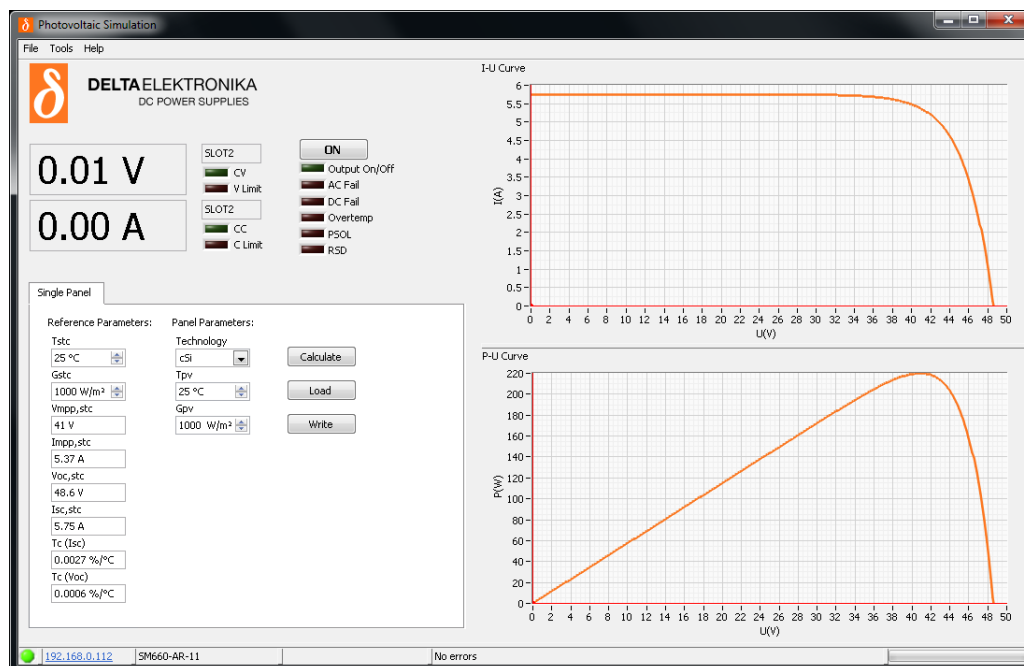 Photovoltaic Simulation
File Tools Help
δ DELTAELEKTRONIKA
DC POWER SUPPLIES
0.01 V
SLOT2
CV
V Limit
0.00 A
SLOT2
CC
C Limit
ON
Output On/Off
AC Fail
DC Fail
Overtemp
PSOL
RSD
Single Panel
Reference Parameters:
Tstc
25 °C
Gstc
1000 W/m²
Vmpp,stc
41 V
Impp,stc
5.37 A
Voc,stc
48.6 V
Isc,stc
5.75 A
Tc (Isc)
0.0027 %/°C
Tc (Voc)
0.0006 %/°C
Panel Parameters:
Technology
cSi
Tpv
25 °C
Gpv
1000 W/m²
Calculate
Load
Write
I-U Curve
6
5.5
5
4.5
4
3.5
3
2.5
2
1.5
1
0.5
0
I(A)
0 2 4 6 8 10 12 14 16 18 20 22 24 26 28 30 32 34 36 38 40 42 44 46 48 50
U(V)
P-U Curve
220
200
180
160
140
120
100
80
60
40
20
0
P(W)
0 2 4 6 8 10 12 14 16 18 20 22 24 26 28 30 32 34 36 38 40 42 44 46 48 50
U(V)
192.168.0.112 SM660-AR-11 No errors